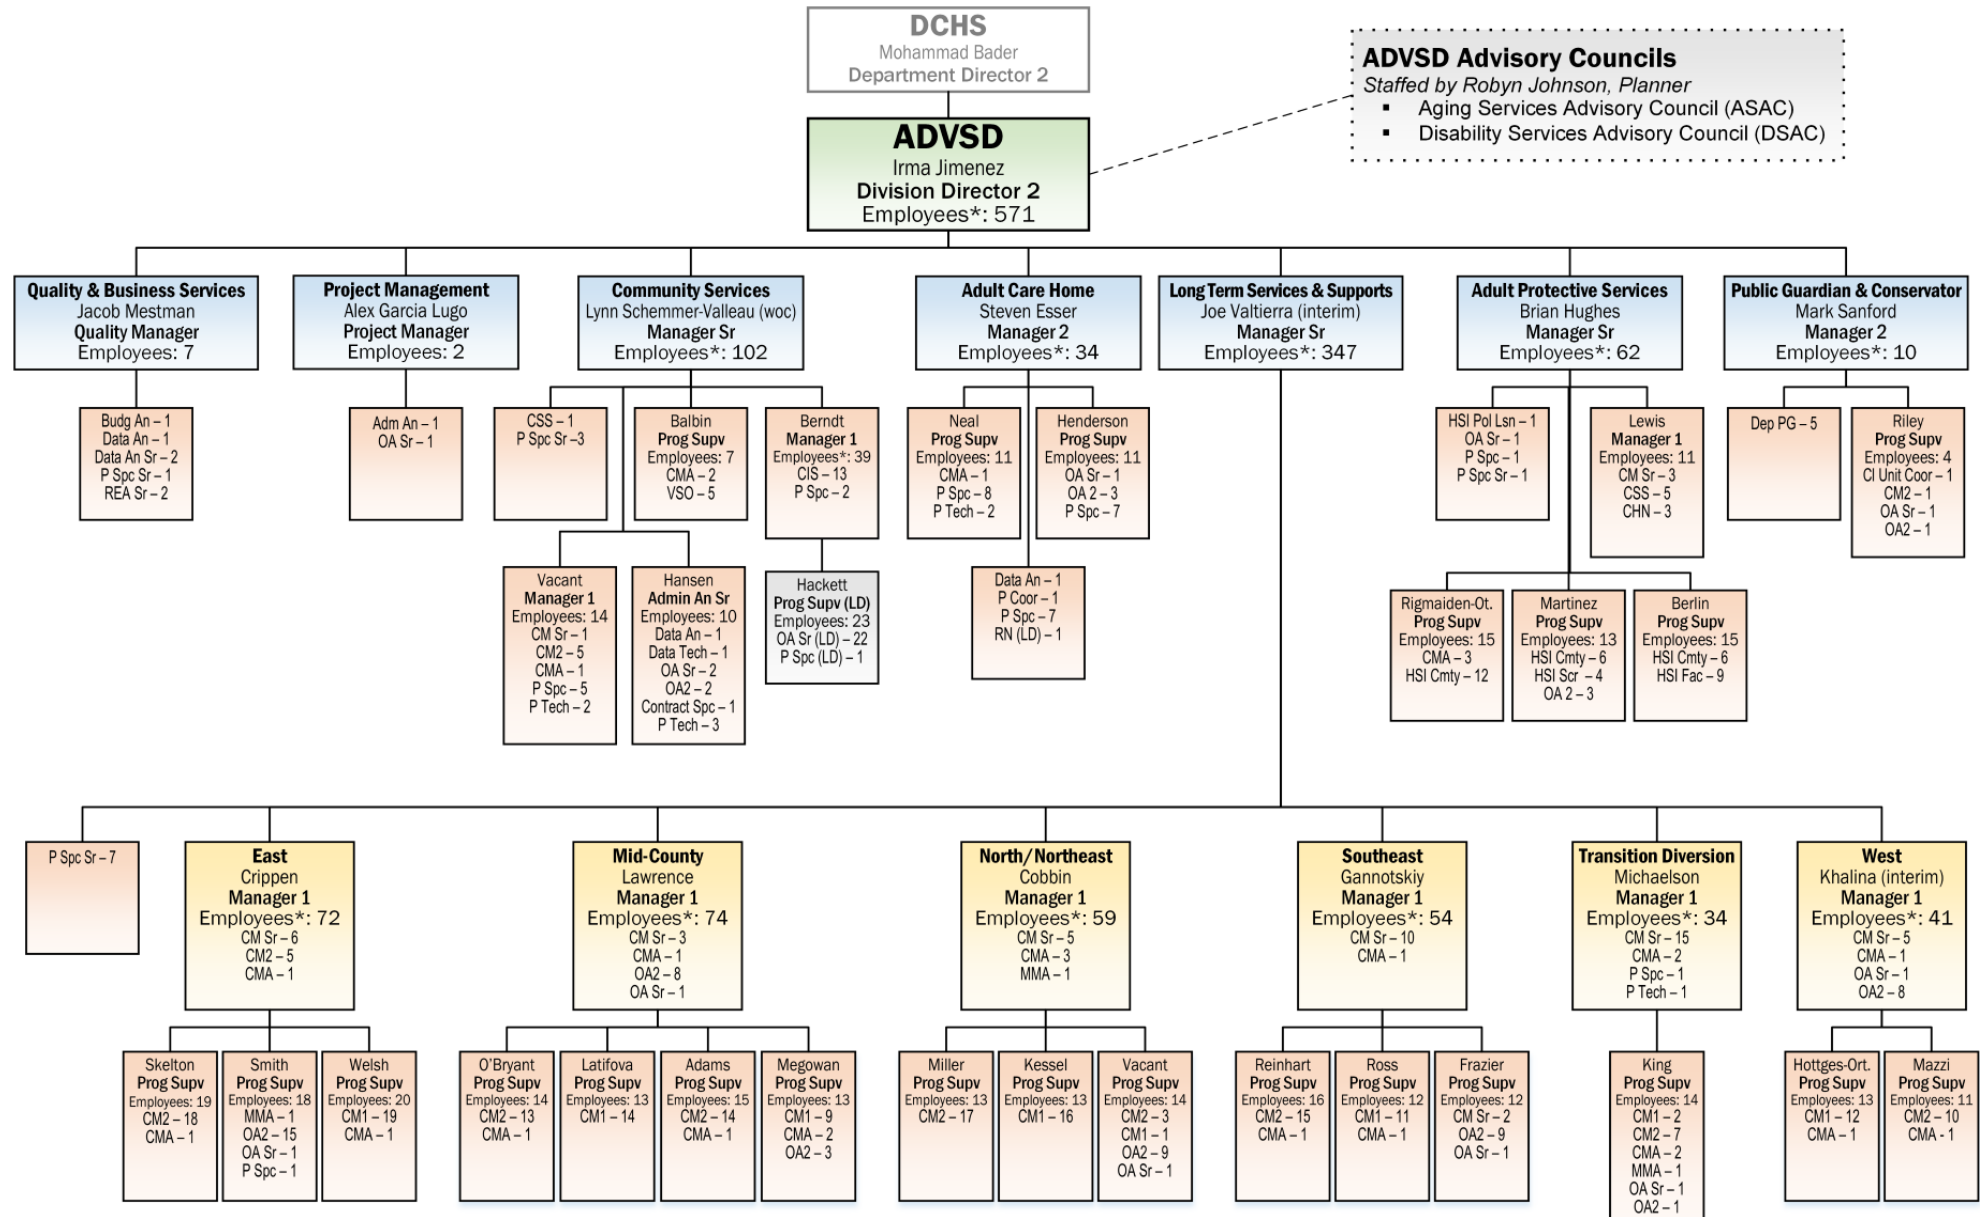 DCHS
Mohammad Bader
Department Director 2
ADVSD Advisory Councils
Staffed by Robyn Johnson, Planner
▪ Aging Services Advisory Council (ASAC)
▪ Disability Services Advisory Council (DSAC)
ADVSD
Irma Jimenez
Division Director 2
Employees*: 571
Quality & Business Services
Jacob Mestman
Quality Manager
Employees: 7
Project Management
Alex Garcia Lugo
Project Manager
Employees: 2
Community Services
Lynn Schemmer-Valleau (woc)
Manager Sr
Employees*: 102
Adult Care Home
Steven Esser
Manager 2
Employees*: 34
Long Term Services & Supports
Joe Valtierra (interim)
Manager Sr
Employees*: 347
Adult Protective Services
Brian Hughes
Manager Sr
Employees*: 62
Public Guardian & Conservator
Mark Sanford
Manager 2
Employees*: 10
Budg An – 1
Data An – 1
Data An Sr – 2
P Spc Sr – 1
REA Sr – 2
Adm An – 1
OA Sr – 1
CSS – 1
P Spc Sr –3
Balbin
Prog Supv
Employees: 7
CMA – 2
VSO – 5
Berndt
Manager 1
Employees*: 39
CIS – 13
P Spc – 2
Neal
Prog Supv
Employees: 11
CMA – 1
P Spc – 8
P Tech – 2
Henderson
Prog Supv
Employees: 11
OA Sr – 1
OA 2 – 3
P Spc – 7
HSI Pol Lsn – 1
OA Sr – 1
P Spc – 1
P Spc Sr – 1
Lewis
Manager 1
Employees: 11
CM Sr – 3
CSS – 5
CHN – 3
Dep PG – 5
Riley
Prog Supv
Employees: 4
CI Unit Coor – 1
CM2 – 1
OA Sr – 1
OA2 – 1
Vacant
Manager 1
Employees: 14
CM Sr – 1
CM2 – 5
CMA – 1
P Spc – 5
P Tech – 2
Hansen
Admin An Sr
Employees: 10
Data An – 1
Data Tech – 1
OA Sr – 2
OA2 – 2
Contract Spc – 1
P Tech – 3
Hackett
Prog Supv (LD)
Employees: 23
OA Sr (LD) – 22
P Spc (LD) – 1
Data An – 1
P Coor – 1
P Spc – 7
RN (LD) – 1
Rigmaiden-Ot.
Prog Supv
Employees: 15
CMA – 3
HSI Cmty – 12
Martinez
Prog Supv
Employees: 13
HSI Cmty – 6
HSI Scr – 4
OA 2 – 3
Berlin
Prog Supv
Employees: 15
HSI Cmty – 6
HSI Fac – 9
P Spc Sr – 7
East
Crippen
Manager 1
Employees*: 72
CM Sr – 6
CM2 – 5
CMA – 1
Mid-County
Lawrence
Manager 1
Employees*: 74
CM Sr – 3
CMA – 1
OA2 – 8
OA Sr – 1
North/Northeast
Cobbin
Manager 1
Employees*: 59
CM Sr – 5
CMA – 3
MMA – 1
Southeast
Gannotskiy
Manager 1
Employees*: 54
CM Sr – 10
CMA – 1
Transition Diversion
Michaelson
Manager 1
Employees*: 34
CM Sr – 15
CMA – 2
P Spc – 1
P Tech – 1
West
Khalina (interim)
Manager 1
Employees*: 41
CM Sr – 5
CMA – 1
OA Sr – 1
OA2 – 8
Skelton
Prog Supv
Employees: 19
CM2 – 18
CMA – 1
Smith
Prog Supv
Employees: 18
MMA – 1
OA2 – 15
OA Sr – 1
P Spc – 1
Welsh
Prog Supv
Employees: 20
CM1 – 19
CMA – 1
O'Bryant
Prog Supv
Employees: 14
CM2 – 13
CMA – 1
Latifova
Prog Supv
Employees: 13
CM1 – 14
Adams
Prog Supv
Employees: 15
CM2 – 14
CMA – 1
Megowan
Prog Supv
Employees: 13
CM1 – 9
CMA – 2
OA2 – 3
Miller
Prog Supv
Employees: 13
CM2 – 17
Kessel
Prog Supv
Employees: 13
CM1 – 16
Vacant
Prog Supv
Employees: 14
CM2 – 3
CM1 – 1
OA2 – 9
OA Sr – 1
Reinhart
Prog Supv
Employees: 16
CM2 – 15
CMA – 1
Ross
Prog Supv
Employees: 12
CM1 – 11
CMA – 1
Frazier
Prog Supv
Employees: 12
CM Sr – 2
OA2 – 9
OA Sr – 1
King
Prog Supv
Employees: 14
CM1 – 2
CM2 – 7
CMA – 2
MMA – 1
OA Sr – 1
OA2 – 1
Hottges-Ort.
Prog Supv
Employees: 13
CM1 – 12
CMA – 1
Mazzi
Prog Supv
Employees: 11
CM2 – 10
CMA - 1